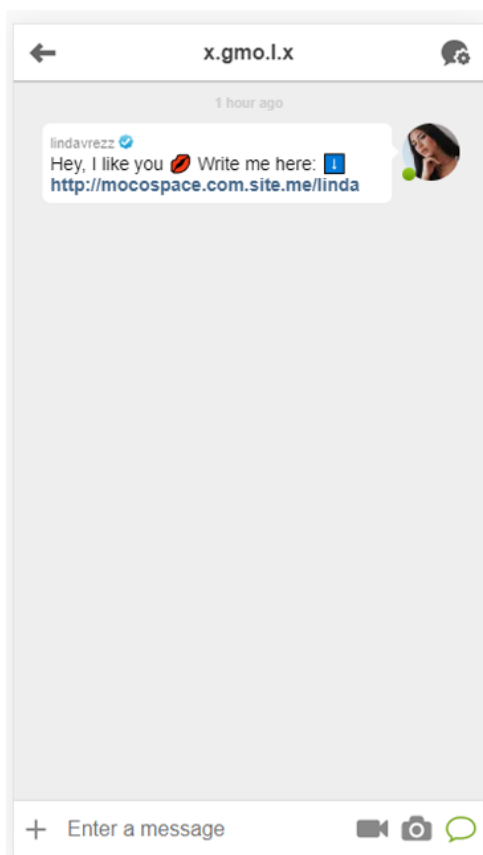 x.gmo.l.x
1 hour ago
lindavrezz
Hey, I like you 💋 Write me here: ⬇️
http://mocospace.com.site.me/linda
Enter a message